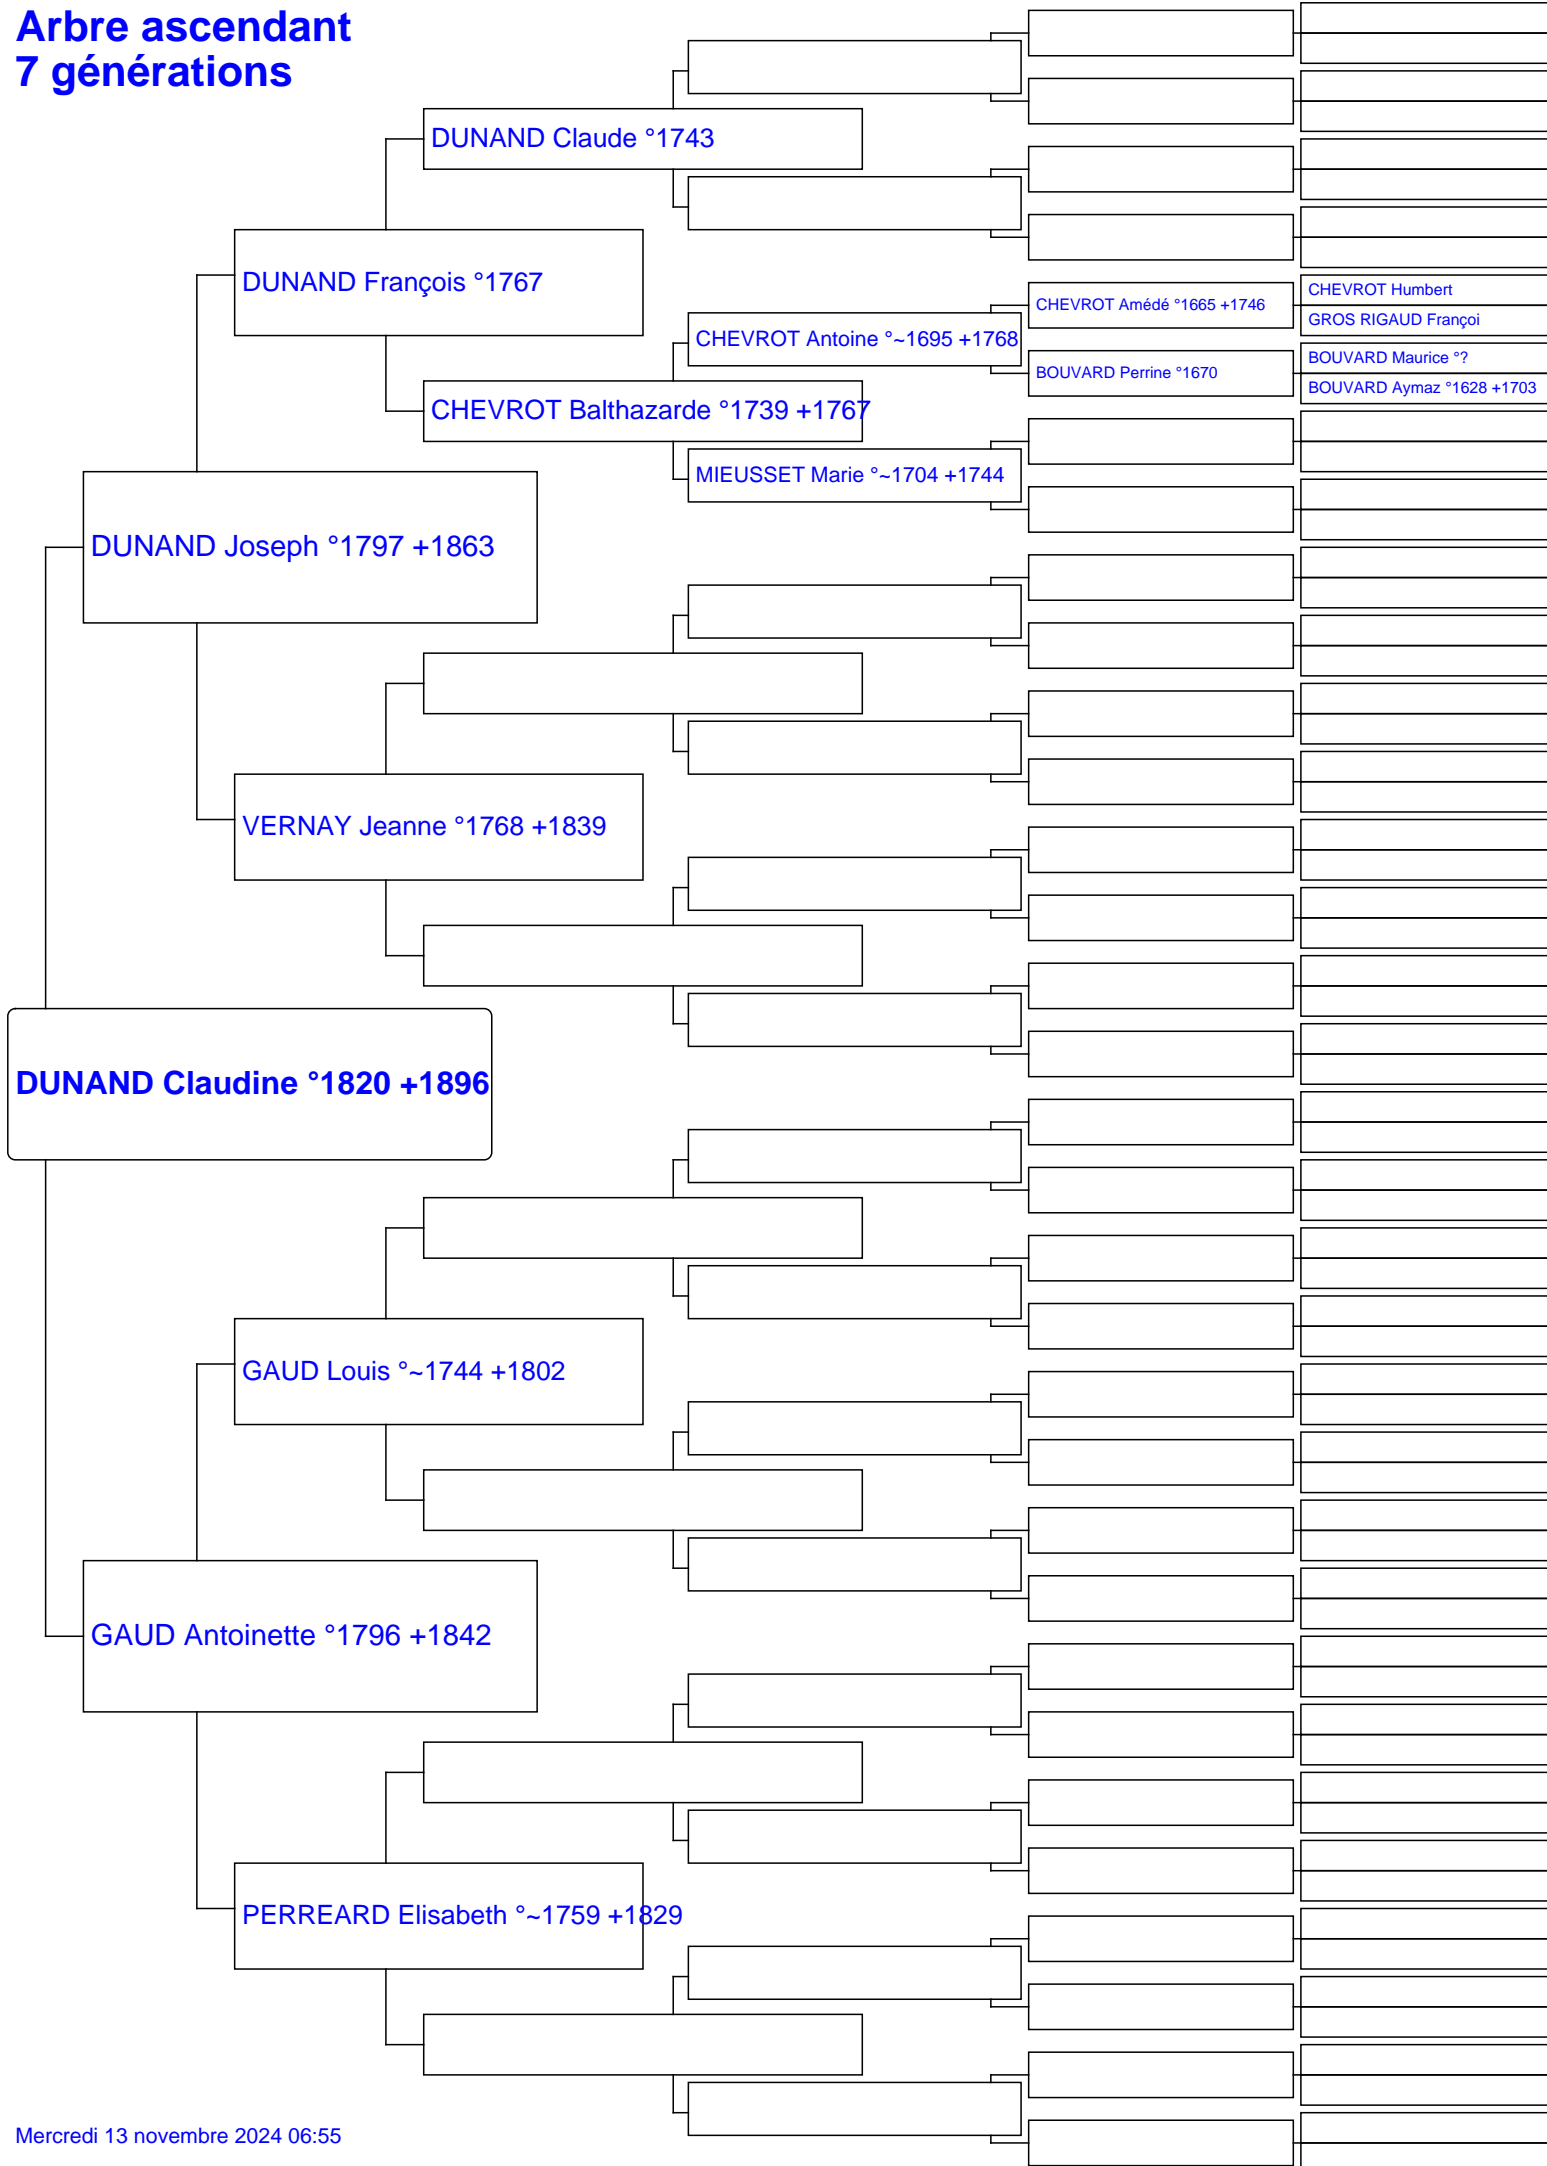 Arbre ascendant
7 générations
DUNAND Claude °1743
DUNAND François °1767
CHEVROT Humbert
CHEVROT Amédé °1665 +1746
GROS RIGAUD Françoi
CHEVROT Antoine °~1695 +1768
BOUVARD Maurice °?
BOUVARD Perrine °1670
BOUVARD Aymaz °1628 +1703
CHEVROT Balthazarde °1739 +1767
MIEUSSET Marie °~1704 +1744
DUNAND Joseph °1797 +1863
VERNAY Jeanne °1768 +1839
DUNAND Claudine °1820 +1896
GAUD Louis °~1744 +1802
GAUD Antoinette °1796 +1842
PERREARD Elisabeth °~1759 +1829
Mercredi 13 novembre 2024 06:55